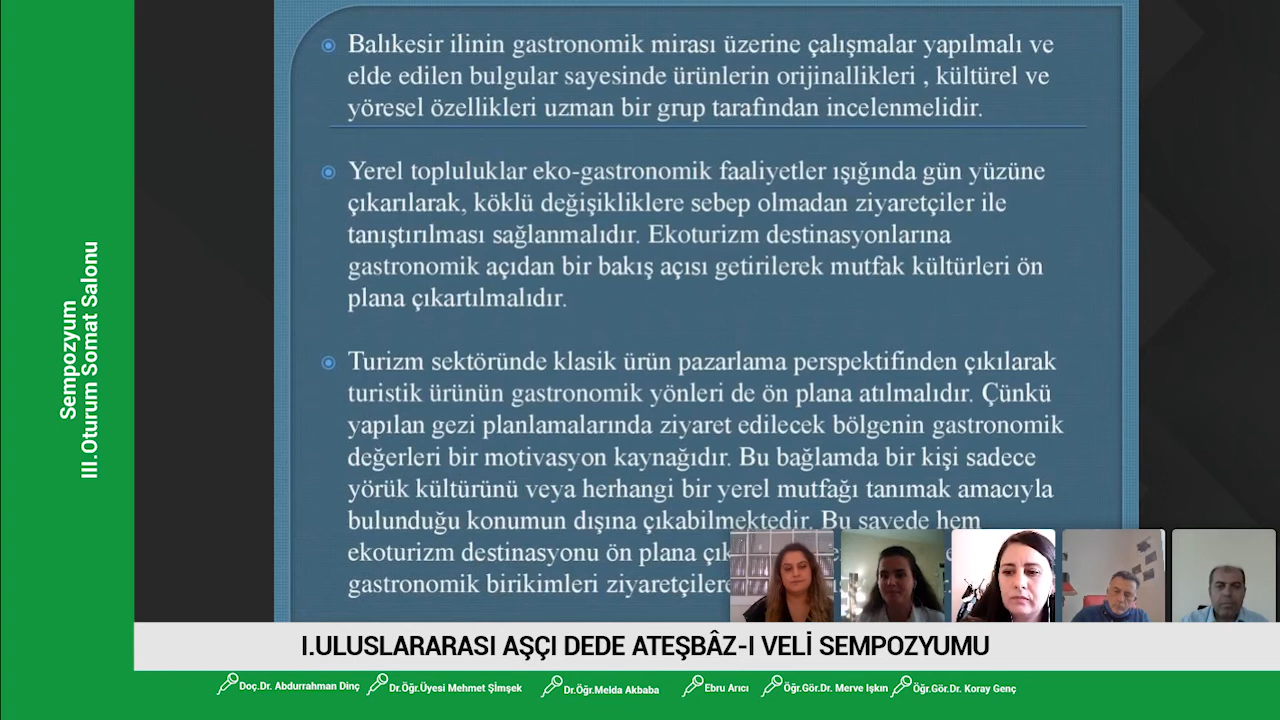 Sempozyum
III.Oturum Somat Salonu
Balıkesir ilinin gastronomik mirası üzerine çalışmalar yapılmalı ve
elde edilen bulgular sayesinde ürünlerin orijinallikleri , kültürel ve
yöresel özellikleri uzman bir grup tarafından incelenmelidir.
Yerel topluluklar eko-gastronomik faaliyetler ışığında gün yüzüne
çıkarılarak, köklü değişikliklere sebep olmadan ziyaretçiler ile
tanıştırılması sağlanmalıdır. Ekoturizm destinasyonlarına
gastronomik açıdan bir bakış açısı getirilerek mutfak kültürleri ön
plana çıkartılmalıdır.
Turizm sektöründe klasik ürün pazarlama perspektifinden çıkılarak
turistik ürünün gastronomik yönleri de ön plana atılmalıdır. Çünkü
yapılan gezi planlamalarında ziyaret edilecek bölgenin gastronomik
değerleri bir motivasyon kaynağıdır. Bu bağlamda bir kişi sadece
yörük kültürünü veya herhangi bir yerel mutfağı tanımak amacıyla
bulunduğu konumun dışına çıkabilmektedir. Bu sayede hem
ekoturizm destinasyonu ön plana
gastronomik birikimleri
I.ULUSLARARASI AŞÇI DEDE ATEŞBÂZ-I VELİ SEMPOZYUMU
Doç.Dr. Abdurrahman Dinç Dr.Öğr.Üyesi Mehmet Şİmşek Dr.Öğr.Melda Akbaba Ebru Arıcı Öğr.Gör.Dr. Merve Işkın Öğr.Gör.Dr. Koray Genç